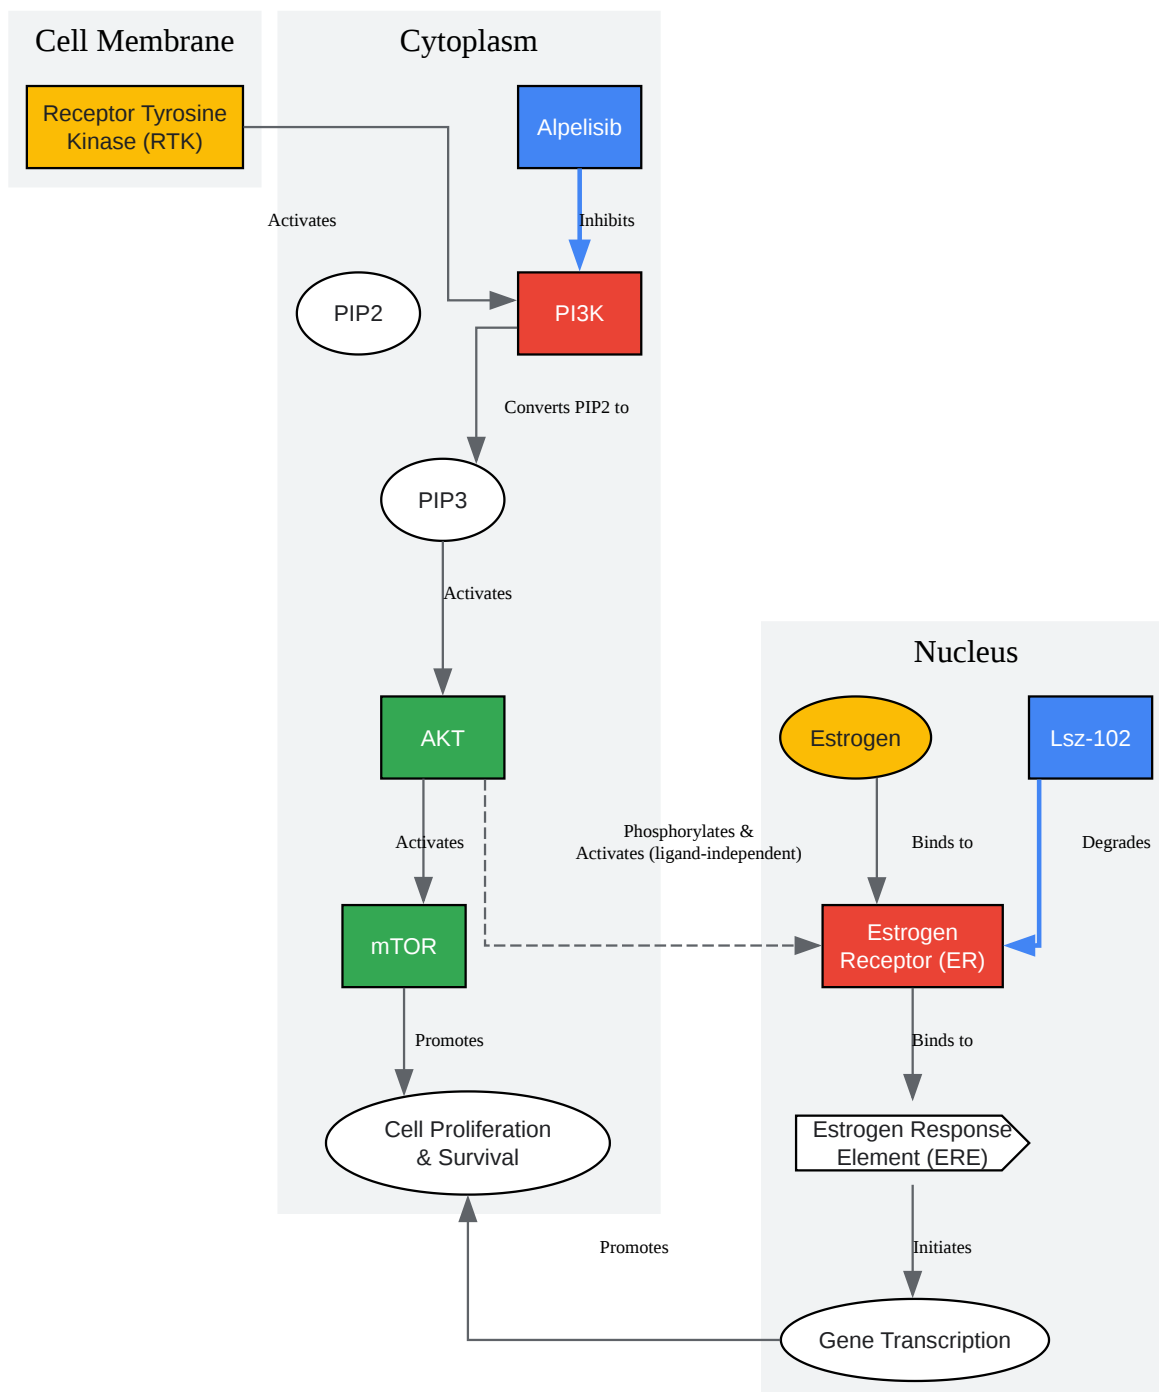 Cell Membrane
Cytoplasm
Receptor Tyrosine
Kinase (RTK)
Alpelisib
Activates
Inhibits
PIP2
PI3K
Converts PIP2 to
PIP3
Activates
Nucleus
AKT
Estrogen
Lsz-102
Activates
Phosphorylates &
Activates (ligand-independent)
Binds to
Degrades
mTOR
Estrogen
Receptor (ER)
Promotes
Binds to
Cell Proliferation
& Survival
Estrogen Response
Element (ERE)
Promotes
Initiates
Gene Transcription